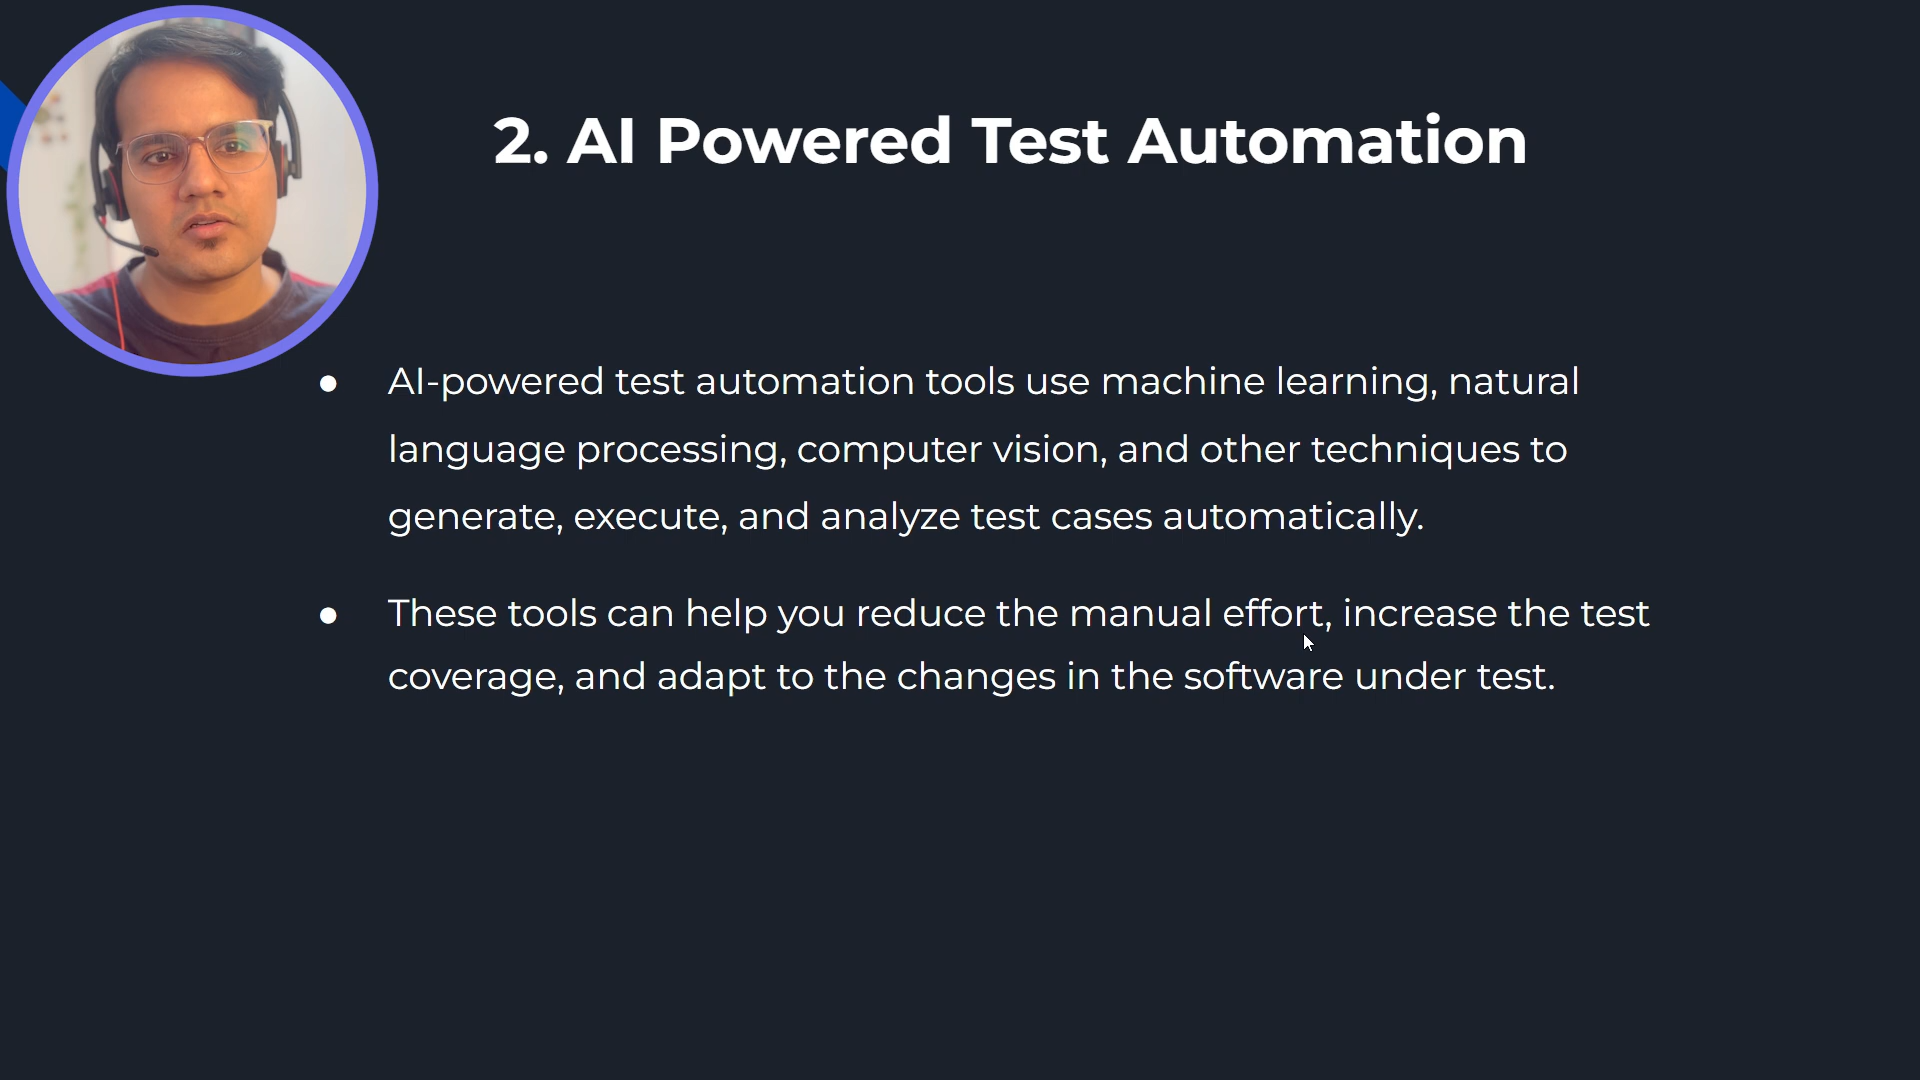 2. AI Powered Test Automation
● AI-powered test automation tools use machine learning, natural
language processing, computer vision, and other techniques to
generate, execute, and analyze test cases automatically.
● These tools can help you reduce the manual effort, increase the test
coverage, and adapt to the changes in the software under test.